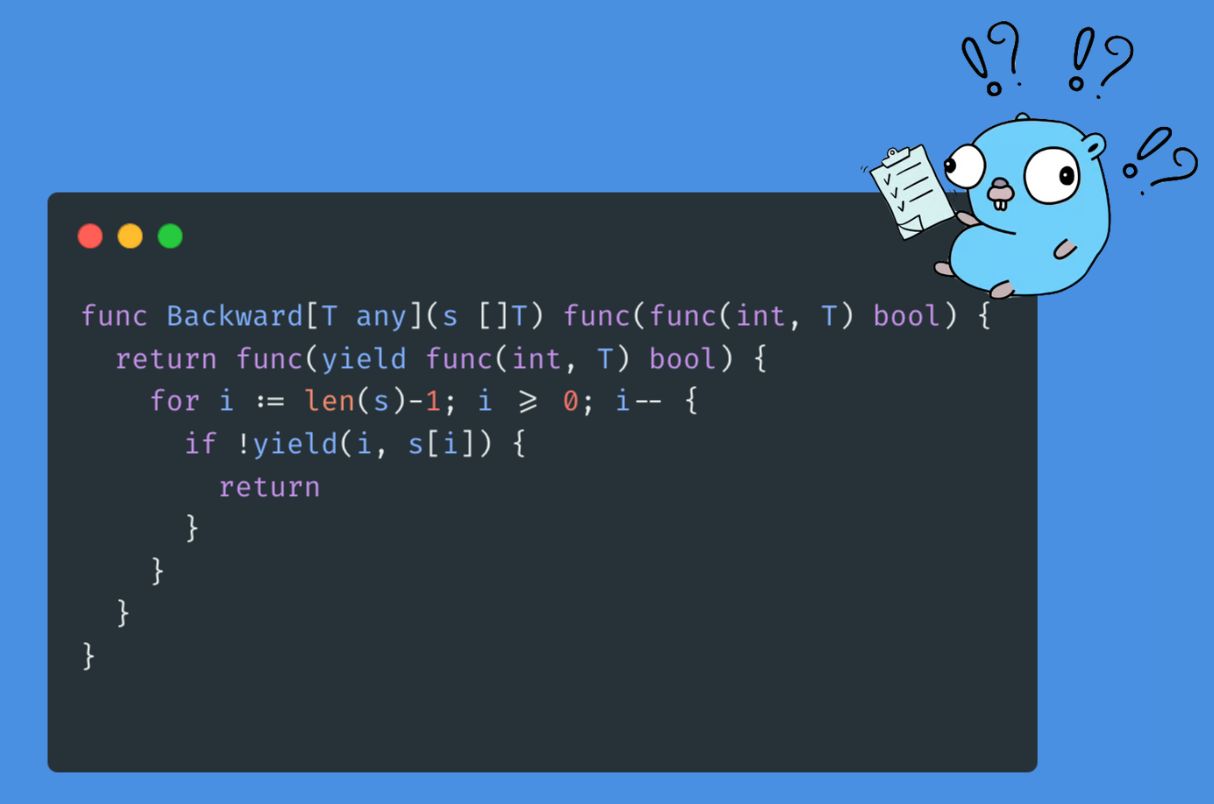 !? !?
!?
func Backward[T any](s []T) func(func(int, T) bool) {
  return func(yield func(int, T) bool) {
    for i := len(s)-1; i >= 0; i-- {
      if !yield(i, s[i]) {
        return
      }
    }
  }
}